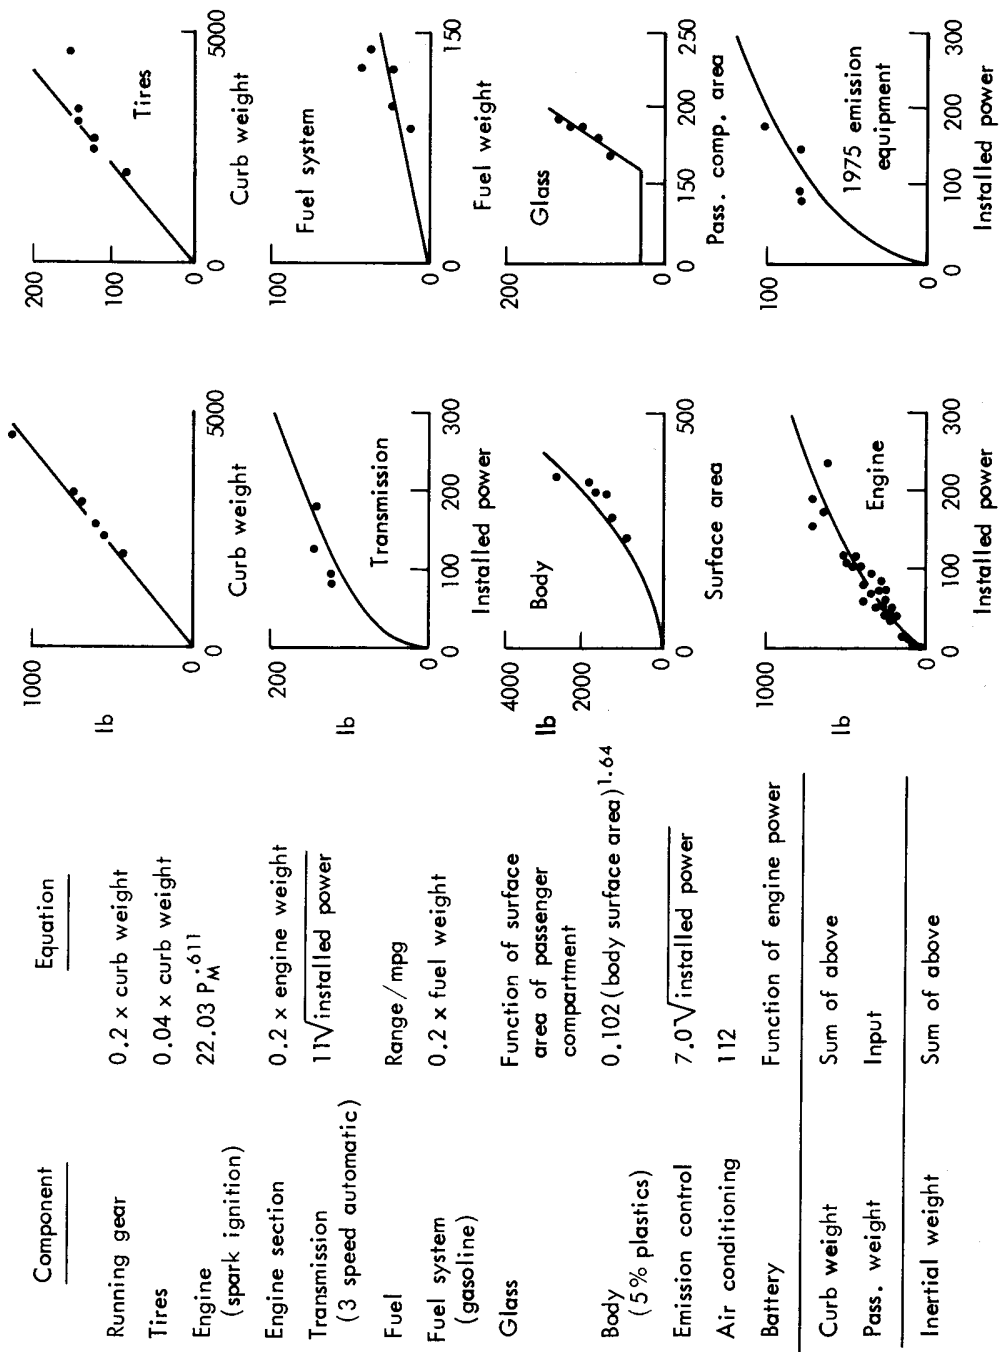 Component
Equation
Running gear
0.2 x curb weight
Tires
0.04 x curb weight
Engine
(spark ignition)
22.03 P_M^.611
Engine section
0.2 x engine weight
Transmission
(3 speed automatic)
11√installed power
Fuel
Range/mpg
Fuel system
(gasoline)
0.2 x fuel weight
Glass
Function of surface
area of passenger
compartment
Body
(5% plastics)
0.102(body surface area)^1.64
Emission control
7.0√installed power
Air conditioning
112
Battery
Function of engine power
Curb weight
Sum of above
Pass. weight
Input
Inertial weight
Sum of above
1000
lb
0
0
5000
Curb weight
200
100
0
0
5000
Tires
Curb weight
200
lb
0
0
100
200
300
Transmission
Installed power
100
0
0
150
Fuel system
Fuel weight
4000
lb
2000
0
0
500
Body
Surface area
200
0
0
150
200
250
Glass
Pass. comp. area
1000
lb
0
0
100
200
300
Engine
Installed power
100
0
0
100
200
300
1975 emission
equipment
Installed power